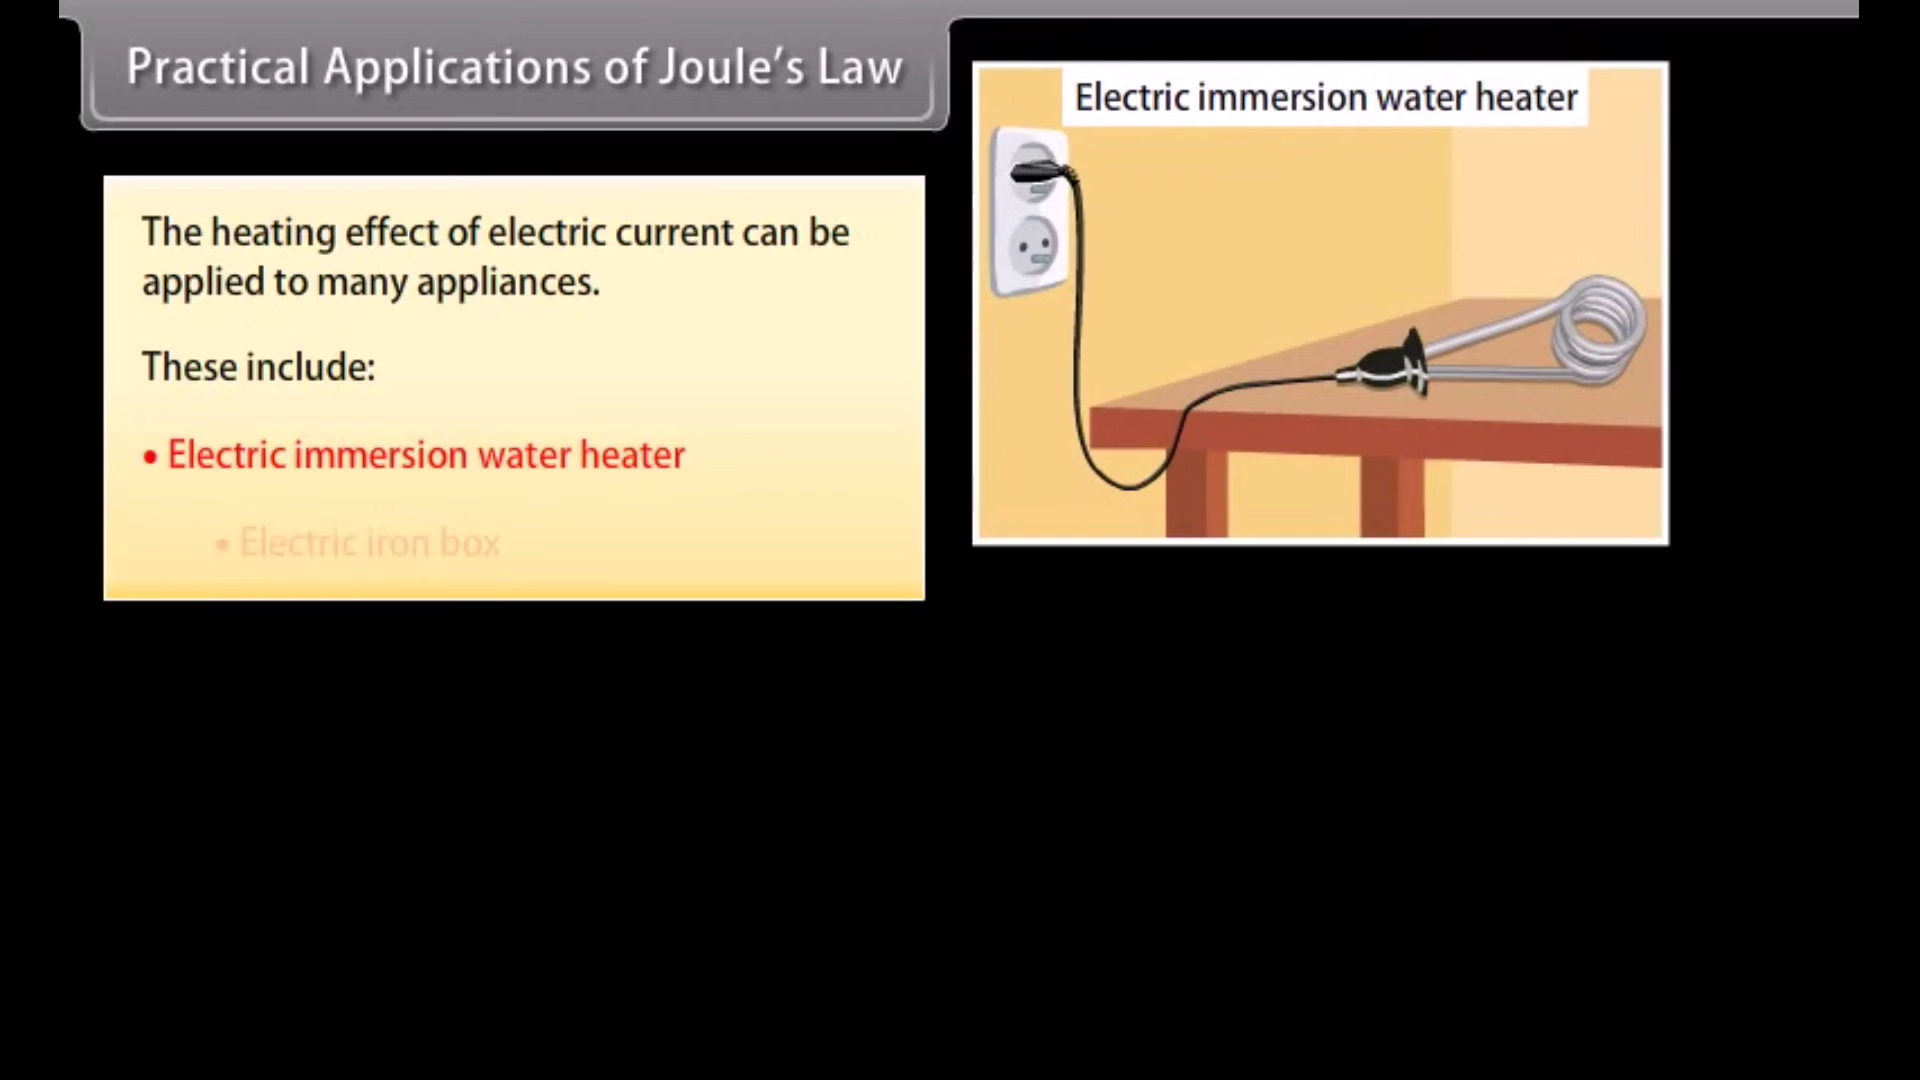 Practical Applications of Joule’s Law
Electric immersion water heater
The heating effect of electric current can be
applied to many appliances.
These include:
• Electric immersion water heater
• Electric iron box